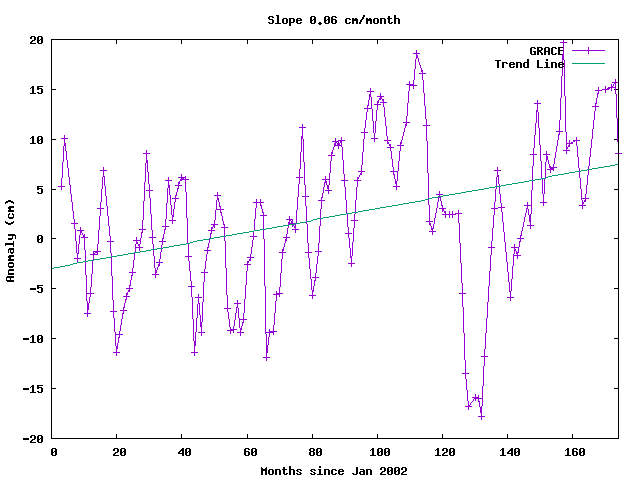 Slope 0.06 cm/month
20
15
10
5
0
-5
-10
-15
-20
Anomaly (cm)
GRACE
Trend Line
0 20 40 60 80 100 120 140 160
Months since Jan 2002